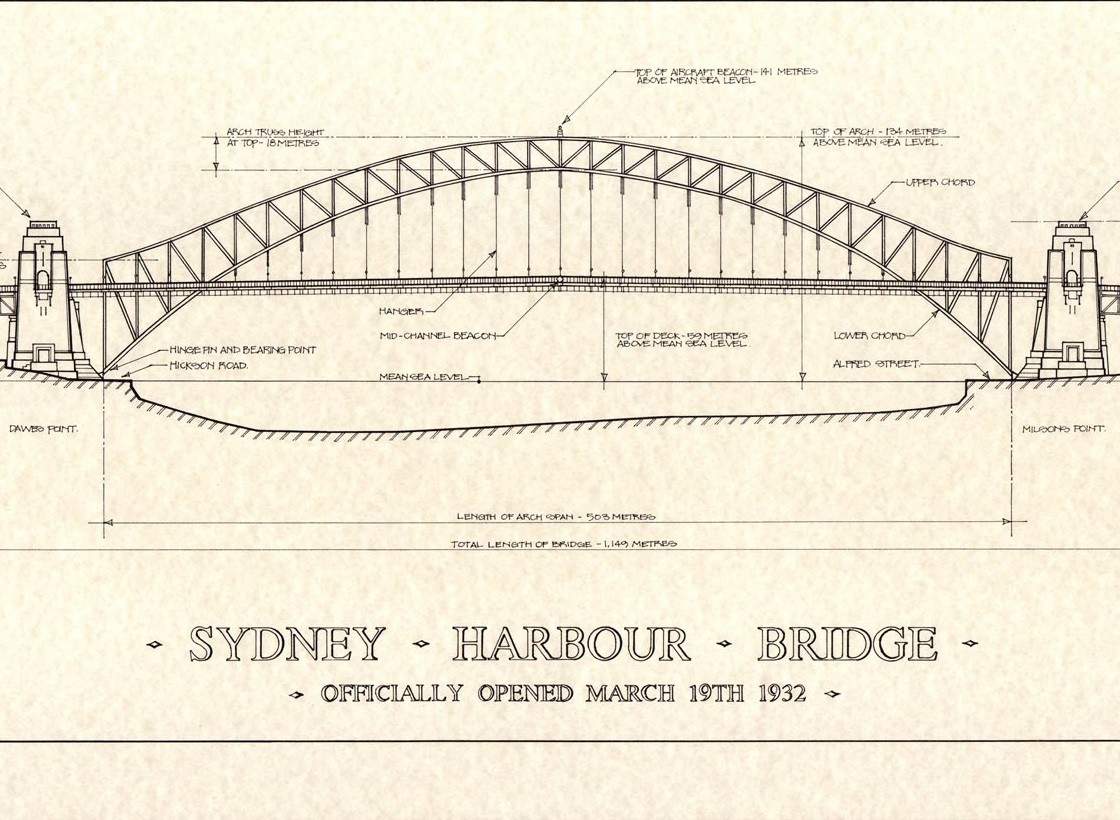 TOP OF AIRCRAFT BEACON - 141 METRES
ABOVE MEAN SEA LEVEL
ARCH TRUSS HEIGHT
AT TOP - 18 METRES
TOP OF ARCH - 134 METRES
ABOVE MEAN SEA LEVEL.
UPPER CHORD
S
HANGER
MID-CHANNEL BEACON
TOP OF DECK - 59 METRES
ABOVE MEAN SEA LEVEL.
LOWER CHORD
HINGE PIN AND BEARING POINT
HICKSON ROAD.
ALFRED STREET.
MEAN SEA LEVEL
DAWES POINT.
MILSONS POINT.
LENGTH OF ARCH SPAN - 503 METRES
TOTAL LENGTH OF BRIDGE - 1,149 METRES
SYDNEY HARBOUR BRIDGE
OFFICIALLY OPENED MARCH 19TH 1932